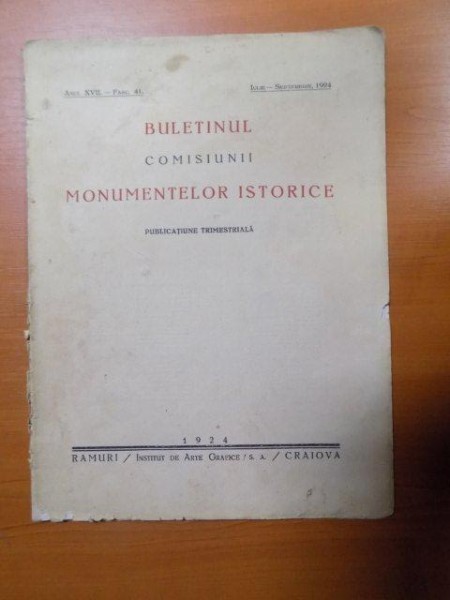 Anul XVII. — Fasc. 41. Iulie — Septembrie, 1924
BULETINUL
COMISIUNII
MONUMENTELOR ISTORICE
PUBLICAȚIUNE TRIMESTRIALĂ
1924
RAMURI / INSTITUT DE ARTE GRAFICE / S. A. / CRAIOVA